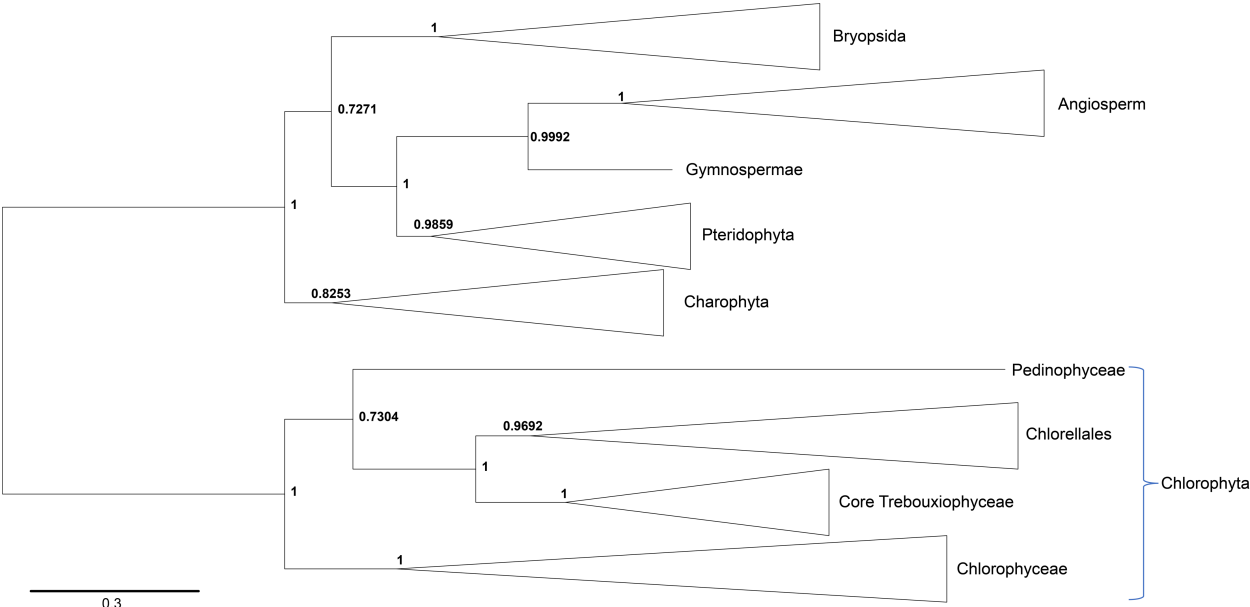 1
Bryopsida
1
Angiosperm
0.7271
0.9992
Gymnospermae
1
1
0.9859
Pteridophyta
0.8253
Charophyta
Pedinophyceae
0.7304
0.9692
Chlorellales
1
Chlorophyta
1
1
Core Trebouxiophyceae
1
Chlorophyceae
0.3